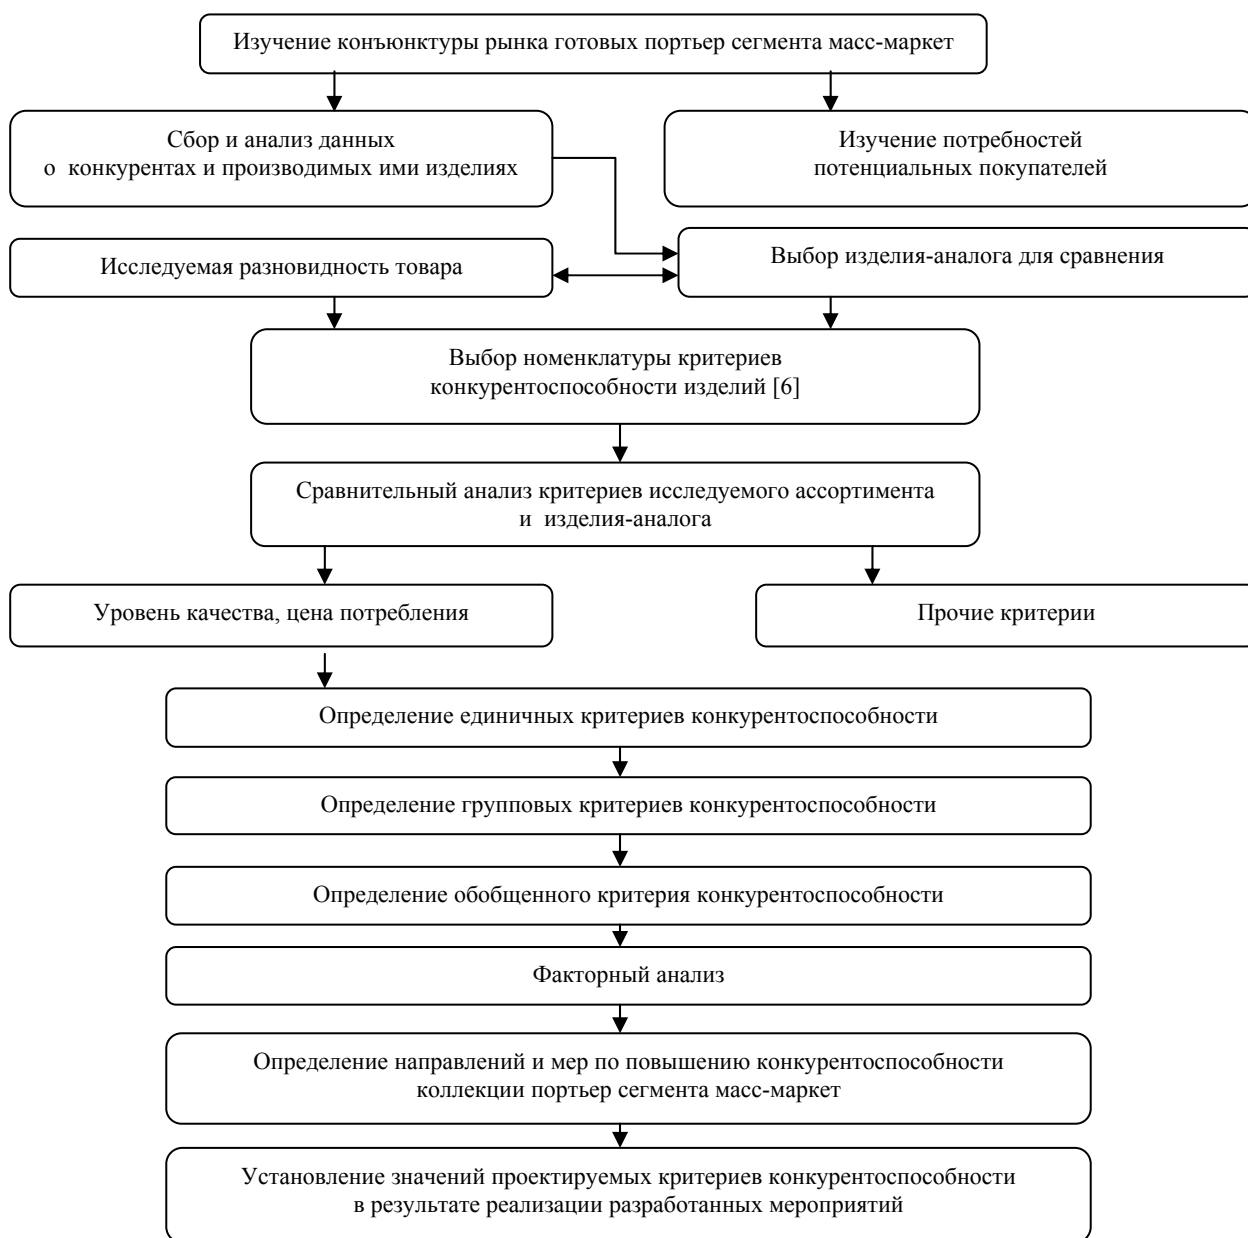 Изучение конъюнктуры рынка готовых портьер сегмента масс-маркет
Сбор и анализ данных
о конкурентах и производимых ими изделиях
Изучение потребностей
потенциальных покупателей
Исследуемая разновидность товара
Выбор изделия-аналога для сравнения
Выбор номенклатуры критериев
конкурентоспособности изделий [6]
Сравнительный анализ критериев исследуемого ассортимента
и изделия-аналога
Уровень качества, цена потребления
Прочие критерии
Определение единичных критериев конкурентоспособности
Определение групповых критериев конкурентоспособности
Определение обобщенного критерия конкурентоспособности
Факторный анализ
Определение направлений и мер по повышению конкурентоспособности
коллекции портьер сегмента масс-маркет
Установление значений проектируемых критериев конкурентоспособности
в результате реализации разработанных мероприятий